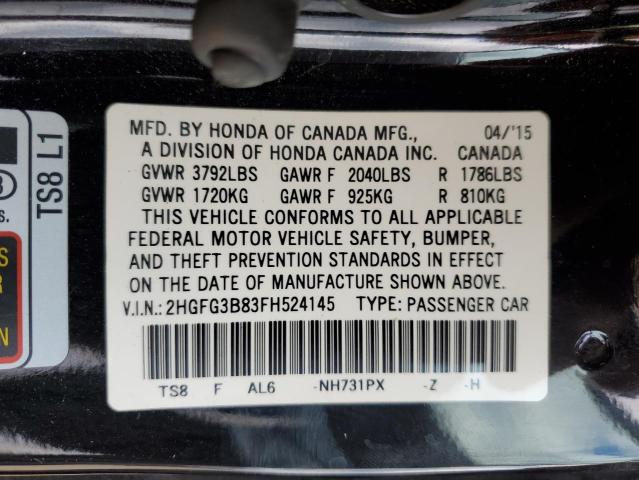 MFD. BY HONDA OF CANADA MFG., 04/'15
A DIVISION OF HONDA CANADA INC. CANADA
GVWR 3792LBS GAWR F 2040LBS R 1786LBS
GVWR 1720KG GAWR F 925KG R 810KG
THIS VEHICLE CONFORMS TO ALL APPLICABLE
FEDERAL MOTOR VEHICLE SAFETY, BUMPER,
AND THEFT PREVENTION STANDARDS IN EFFECT
ON THE DATE OF MANUFACTURE SHOWN ABOVE.
V.I.N.: 2HGFG3B83FH524145 TYPE: PASSENGER CAR
TS8 F AL6 -NH731PX -Z -H
TS8 L1